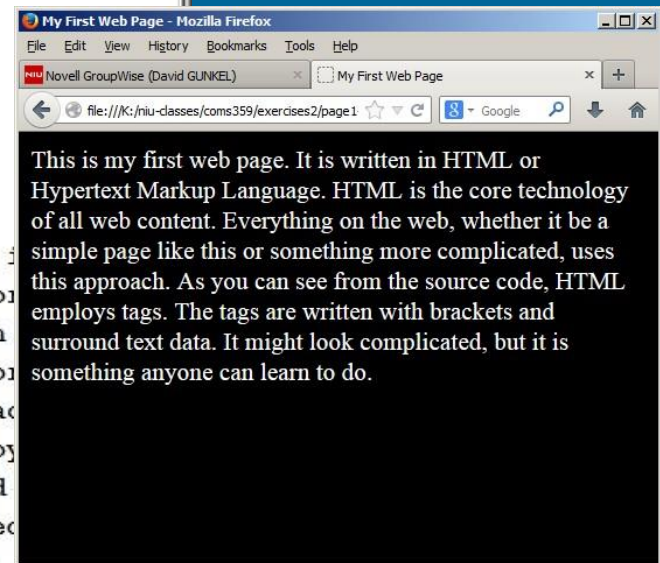 My First Web Page - Mozilla Firefox
File Edit View History Bookmarks Tools Help
NIU Novell GroupWise (David GUNKEL) × My First Web Page × +
file:///K:/niu-classes/coms359/exercises2/page1 8 Google
This is my first web page. It is written in HTML or
Hypertext Markup Language. HTML is the core technology
of all web content. Everything on the web, whether it be a
simple page like this or something more complicated, uses
this approach. As you can see from the source code, HTML
employs tags. The tags are written with brackets and
surround text data. It might look complicated, but it is
something anyone can learn to do.